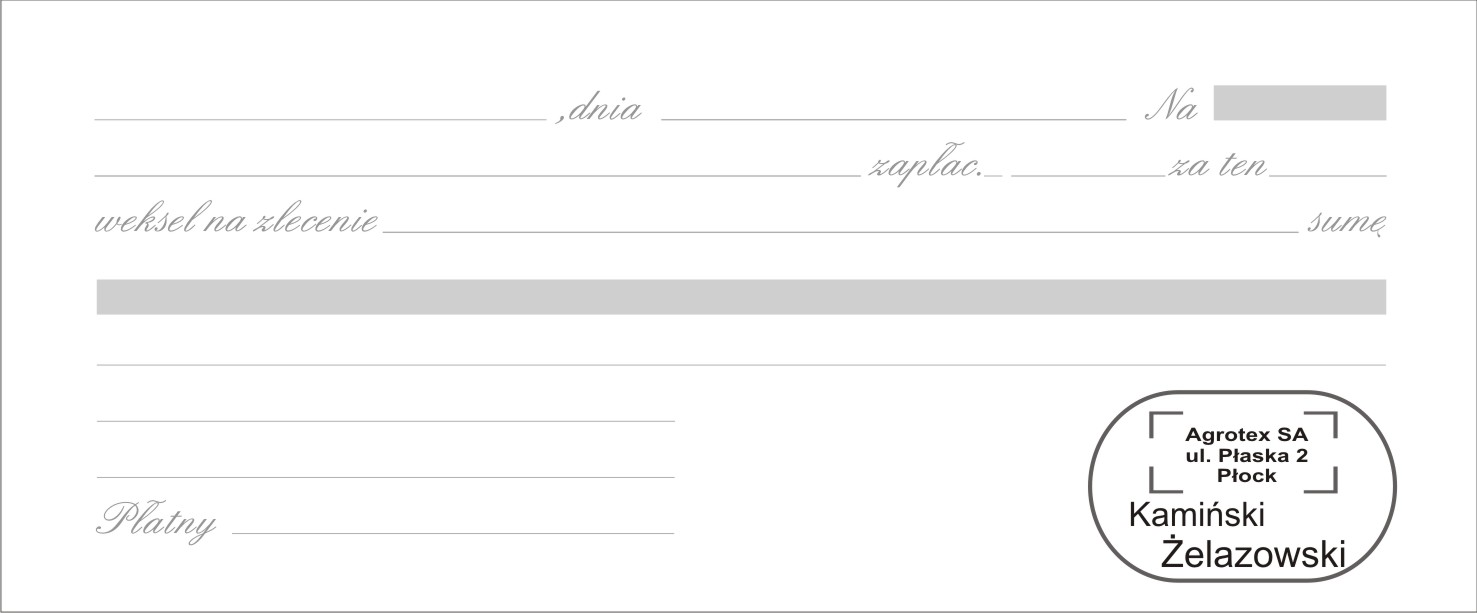 ,dnia Na
zapłac. za ten
weksel na zlecenie sumę
Agrotex SA
ul. Płaska 2
Płock
Kamiński
Żelazowski
Płatny